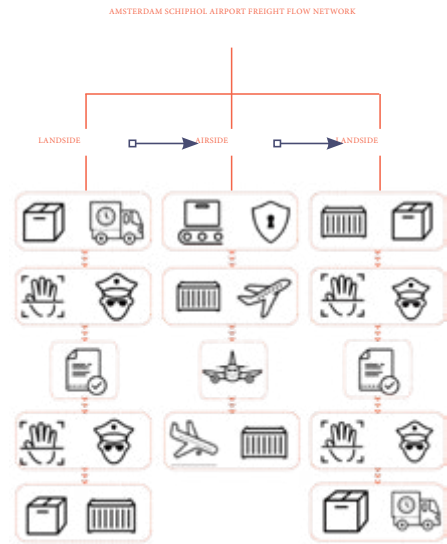 AMSTERDAM SCHIPHOL AIRPORT FREIGHT FLOW NETWORK
LANDSIDE
AIRSIDE
LANDSIDE